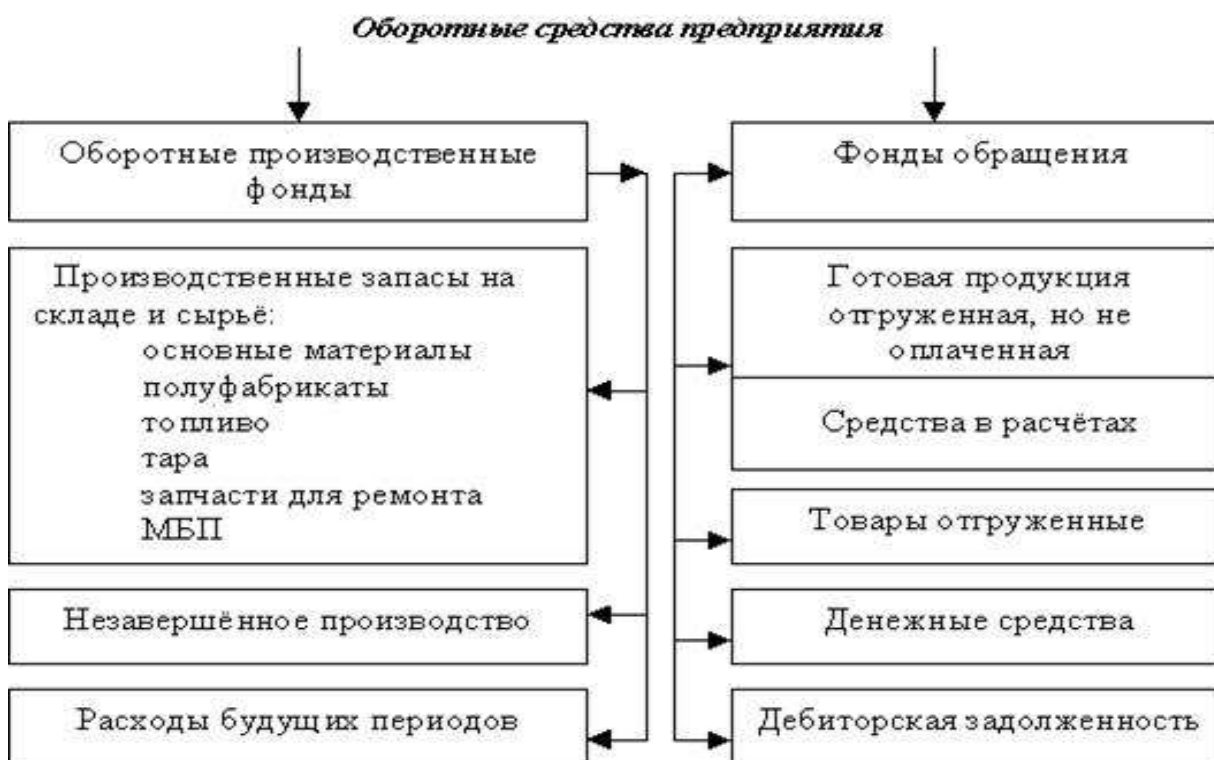 Оборотные средства предприятия
Оборотные производственные
фонды
Производственные запасы на
складе и сырьё:
основные материалы
полуфабрикаты
топливо
тара
запчасти для ремонта
МБП
Незавершённое производство
Расходы будущих периодов
Фонды обращения
Готовая продукция
отгруженная, но не
оплаченная
Средства в расчётах
Товары отгруженные
Денежные средства
Дебиторская задолженность